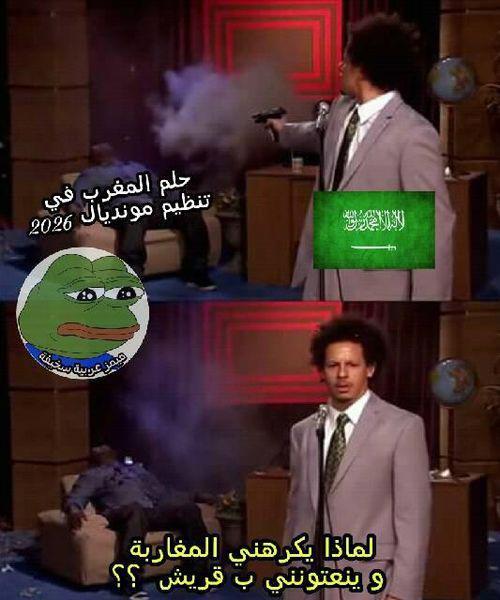 حلم المغرب في
تنظيم مونديال 2026
لا إله إلا الله محمد رسول الله
ميمز عربية سخيفة
لماذا يكرهني المغاربة
و ينعتونني ب قريش ؟؟